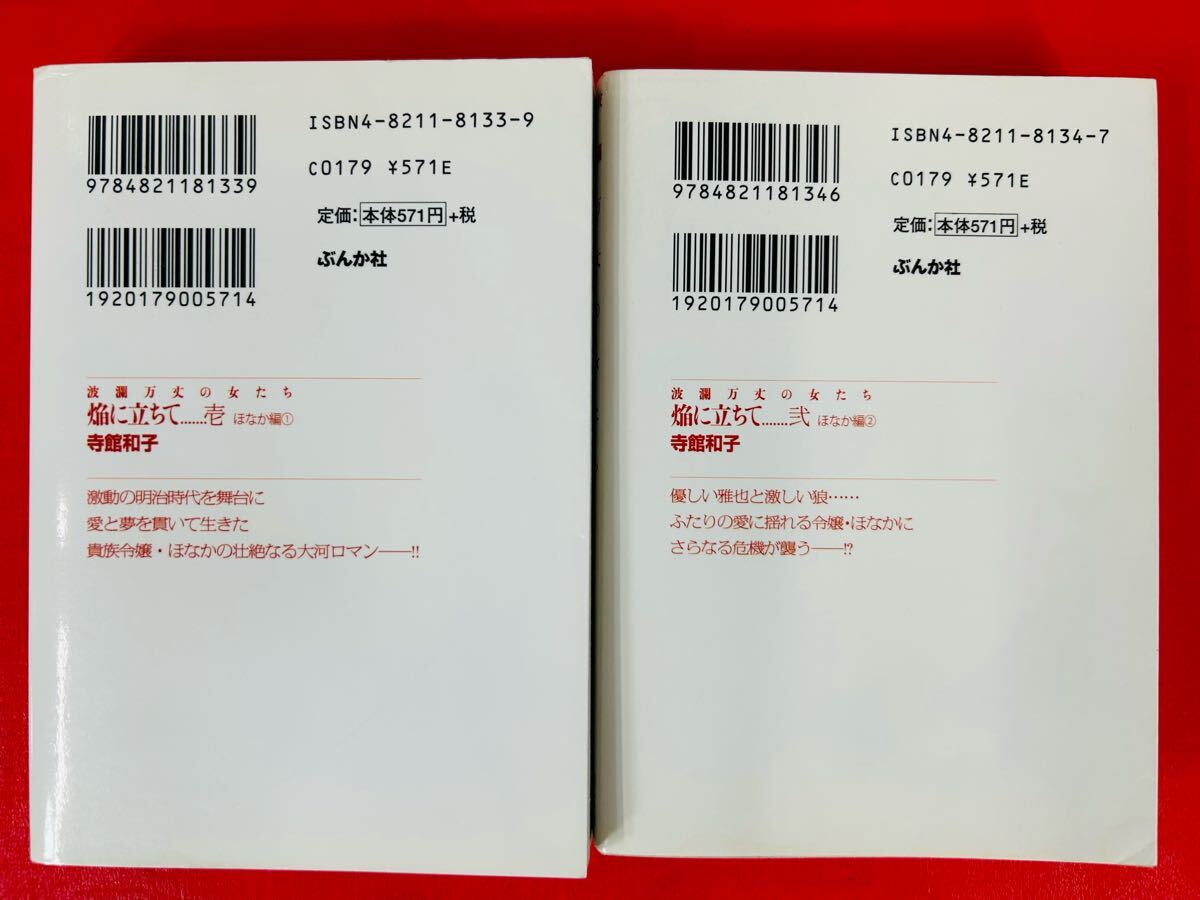 ISBN4-8211-8133-9
9784821181339
C0179 ¥571E
定価:本体571円+税
1920179005714
ぶんか社
波瀾万丈の女たち
焔に立ちて……壱 ほなか編①
寺館和子
激動の明治時代を舞台に
愛と夢を貫いて生きた
貴族令嬢・ほなかの壮絶なる大河ロマン――!!
ISBN4-8211-8134-7
9784821181346
C0179 ¥571E
定価:本体571円+税
1920179005714
ぶんか社
波瀾万丈の女たち
焔に立ちて……弐 ほなか編②
寺館和子
優しい雅也と激しい狼……
ふたりの愛に揺れる令嬢・ほなかに
さらなる危機が襲う――!?